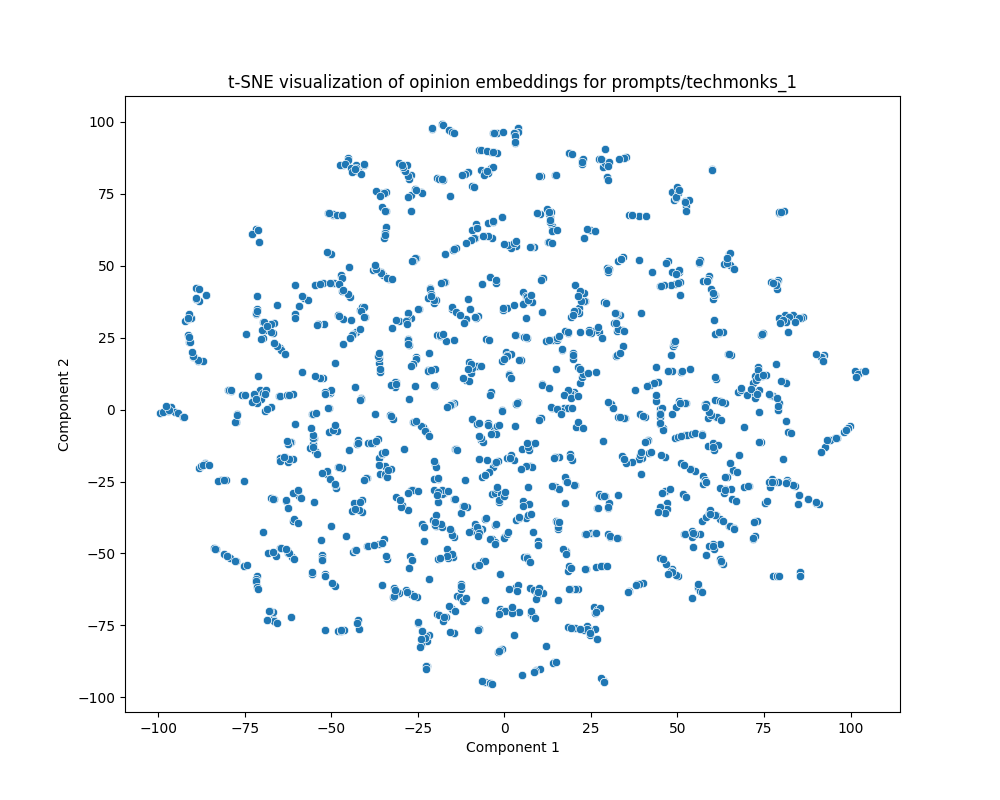 t-SNE visualization of opinion embeddings for prompts/techmonks_1
100
75
50
25
0
−25
−50
−75
−100
Component 2
−100 −75 −50 −25 0 25 50 75 100
Component 1